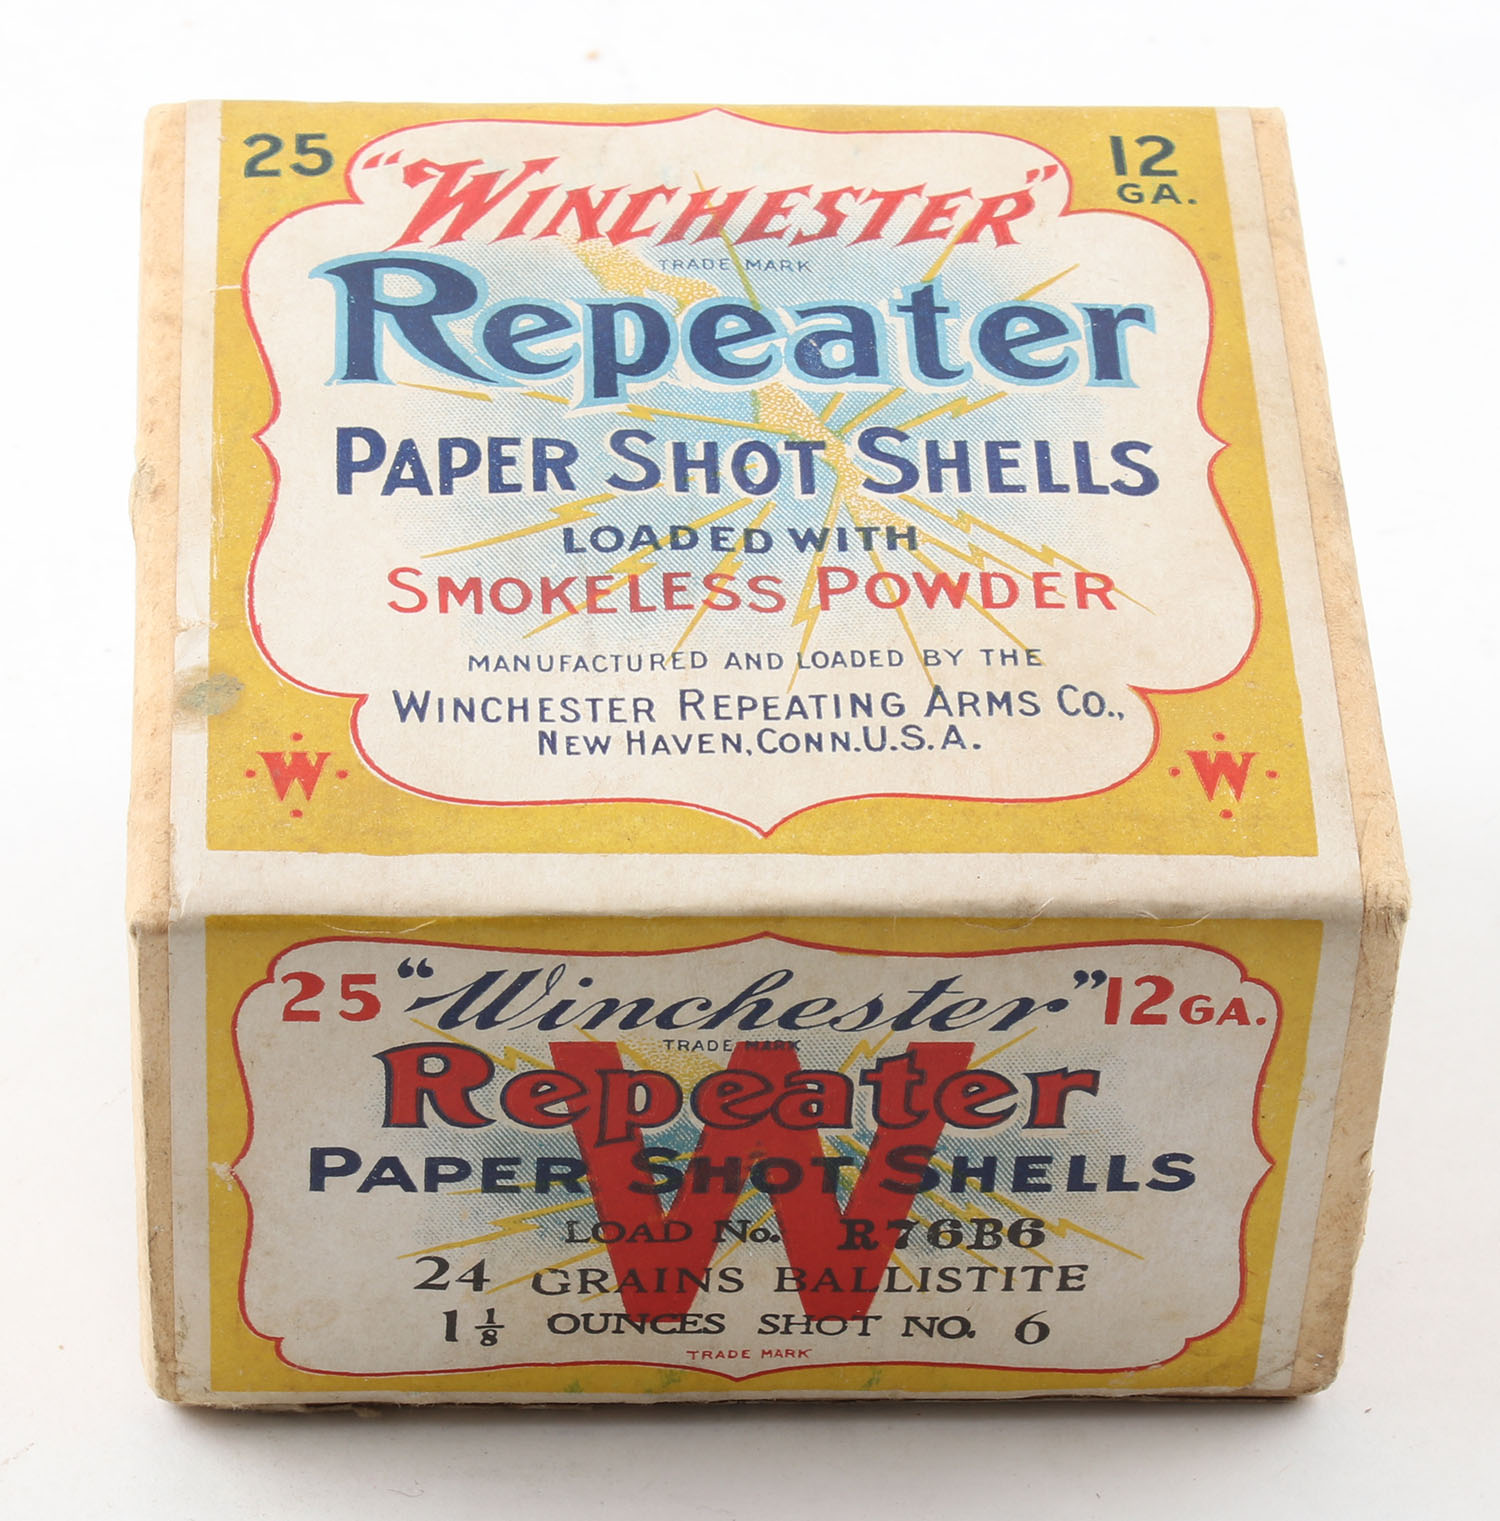 25 12
GA.
"WINCHESTER"
TRADE MARK
Repeater
PAPER SHOT SHELLS
LOADED WITH
SMOKELESS POWDER
MANUFACTURED AND LOADED BY THE
WINCHESTER REPEATING ARMS CO.,
NEW HAVEN, CONN. U.S.A.
W W
25 "Winchester" 12 GA.
TRADE MARK
Repeater
W
PAPER SHOT SHELLS
LOAD No. R76B6
24 GRAINS BALLISTITE
1 1/8 OUNCES SHOT NO. 6
TRADE MARK